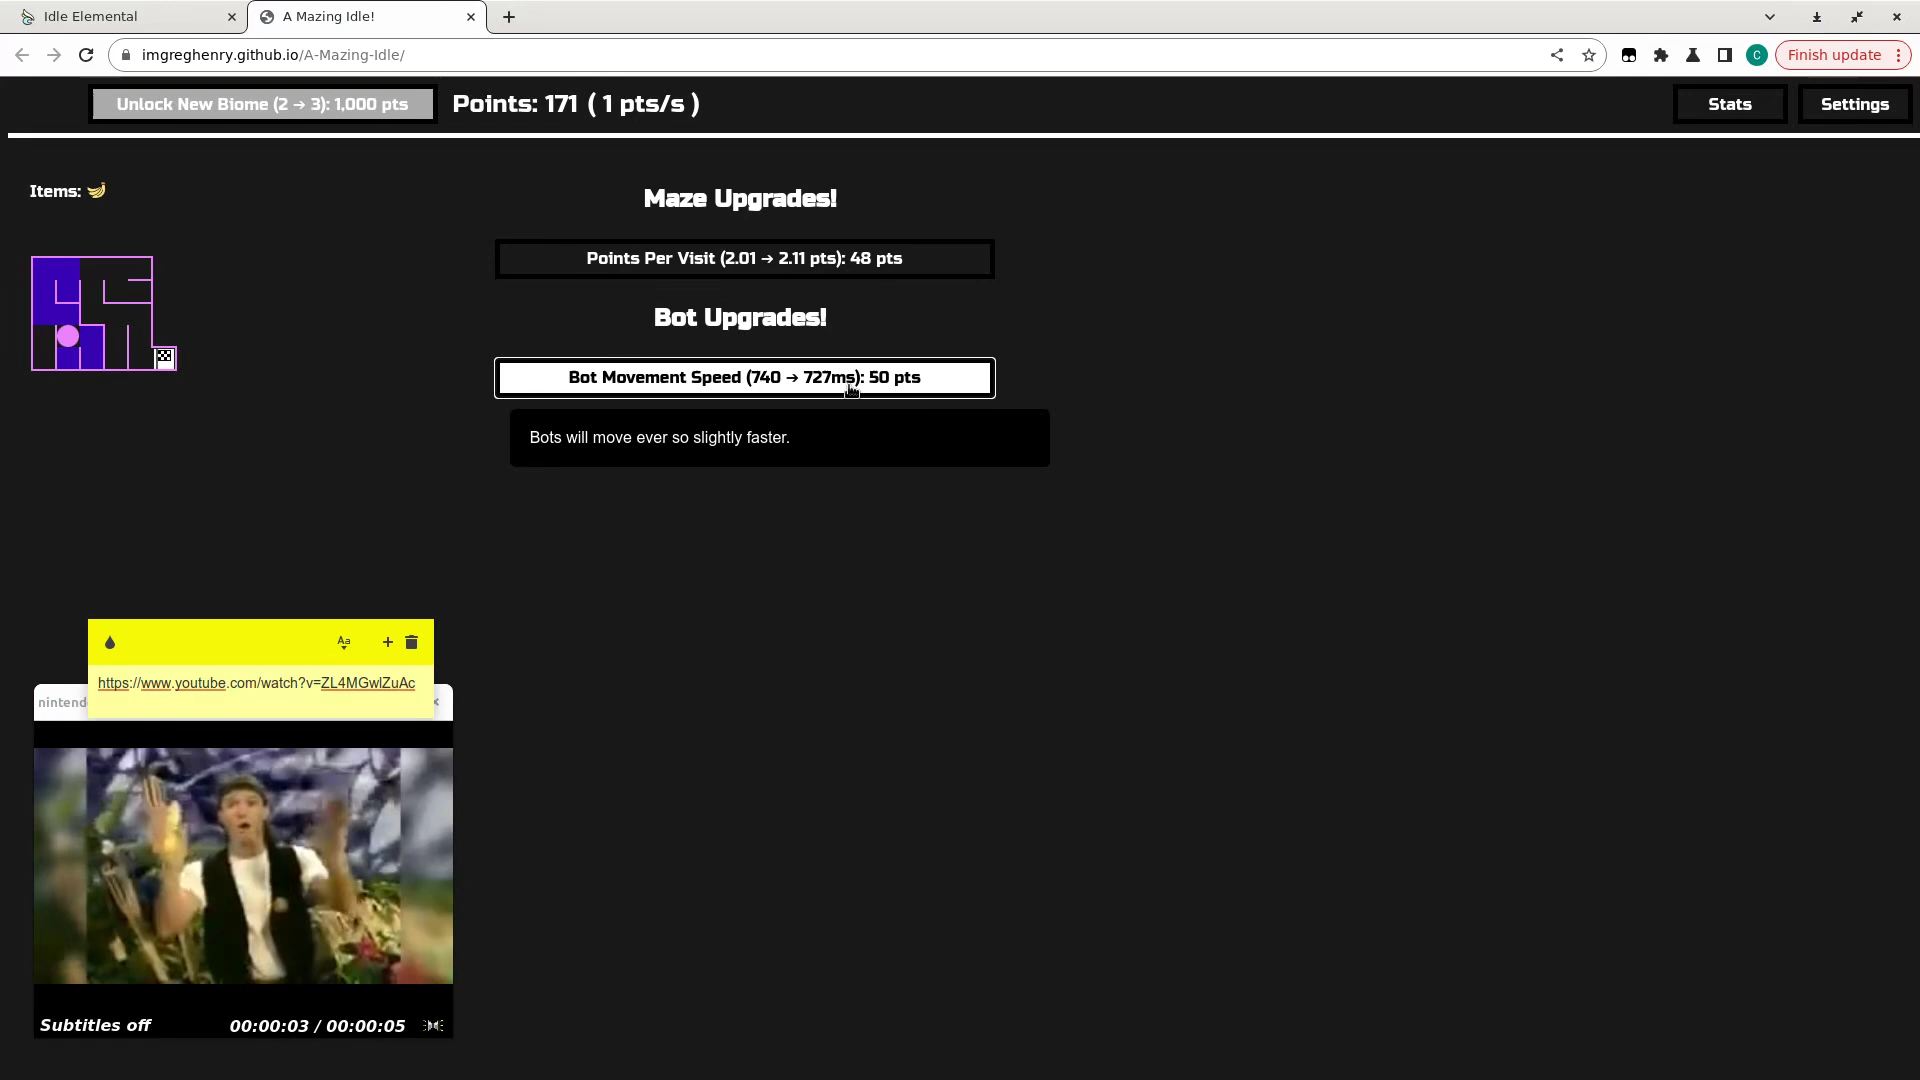 Idle Elemental
A Mazing Idle!
imgreghenry.github.io/A-Mazing-Idle/
C
Finish update
Unlock New Biome (2 → 3): 1,000 pts
Points: 171 ( 1 pts/s )
Stats
Settings
Items:
Maze Upgrades!
Points Per Visit (2.01 → 2.11 pts): 48 pts
Bot Upgrades!
Bot Movement Speed (740 → 727ms): 50 pts
Bots will move ever so slightly faster.
Aa
https://www.youtube.com/watch?v=ZL4MGwlZuAc
Subtitles off
00:00:03 / 00:00:05